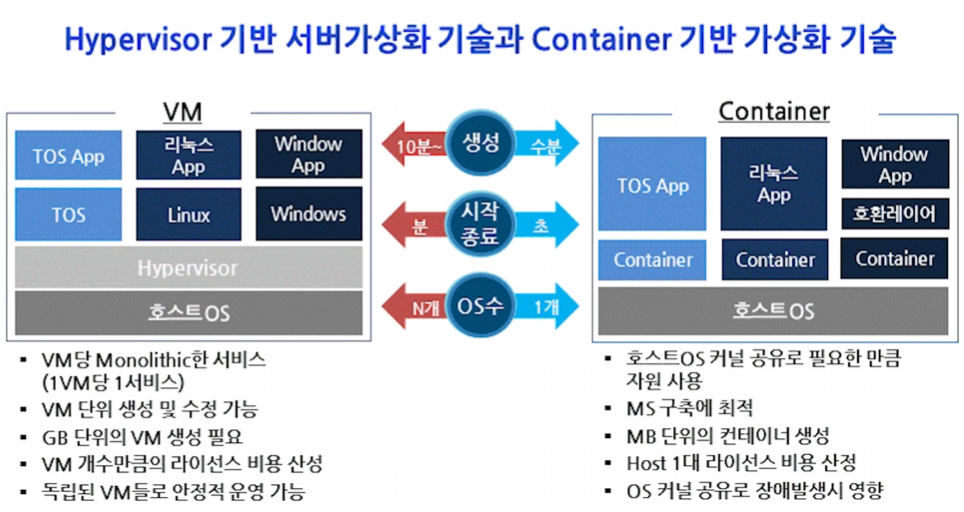 Hypervisor 기반 서버가상화 기술과 Container 기반 가상화 기술
VM
TOS App
리눅스
App
Window
App
TOS
Linux
Windows
Hypervisor
호스트OS
10분~
생성
수분
분
시작
종료
초
N개
OS수
1개
Container
TOS App
리눅스
App
Window
App
호환레이어
Container
Container
Container
호스트OS
▪ VM당 Monolithic한 서비스
(1VM당 1서비스)
▪ VM 단위 생성 및 수정 가능
▪ GB 단위의 VM 생성 필요
▪ VM 개수만큼의 라이선스 비용 산성
▪ 독립된 VM들로 안정적 운영 가능
▪ 호스트OS 커널 공유로 필요한 만큼
자원 사용
▪ MS 구축에 최적
▪ MB 단위의 컨테이너 생성
▪ Host 1대 라이선스 비용 산정
▪ OS 커널 공유로 장애발생시 영향